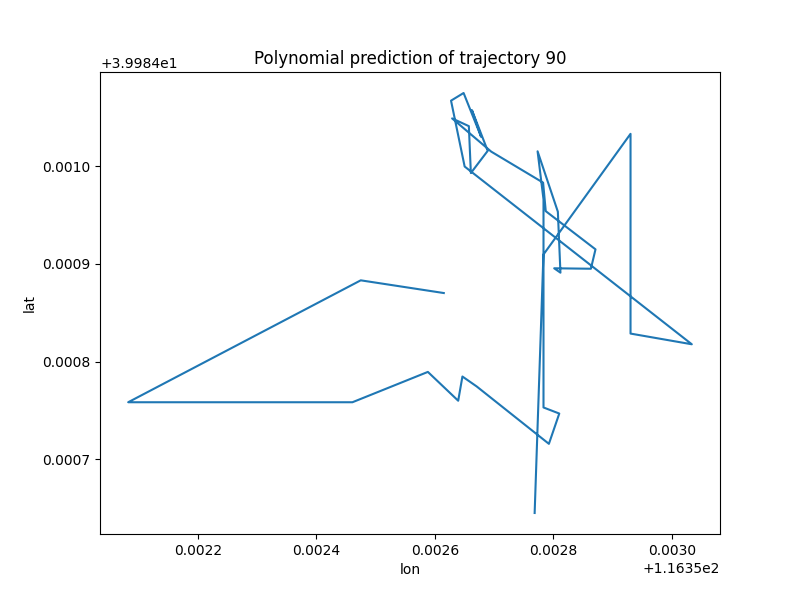 Polynomial prediction of trajectory 90
+3.9984e1
0.0010
0.0009
0.0008
0.0007
lat
0.0022 0.0024 0.0026 0.0028 0.0030
lon
+1.1635e2